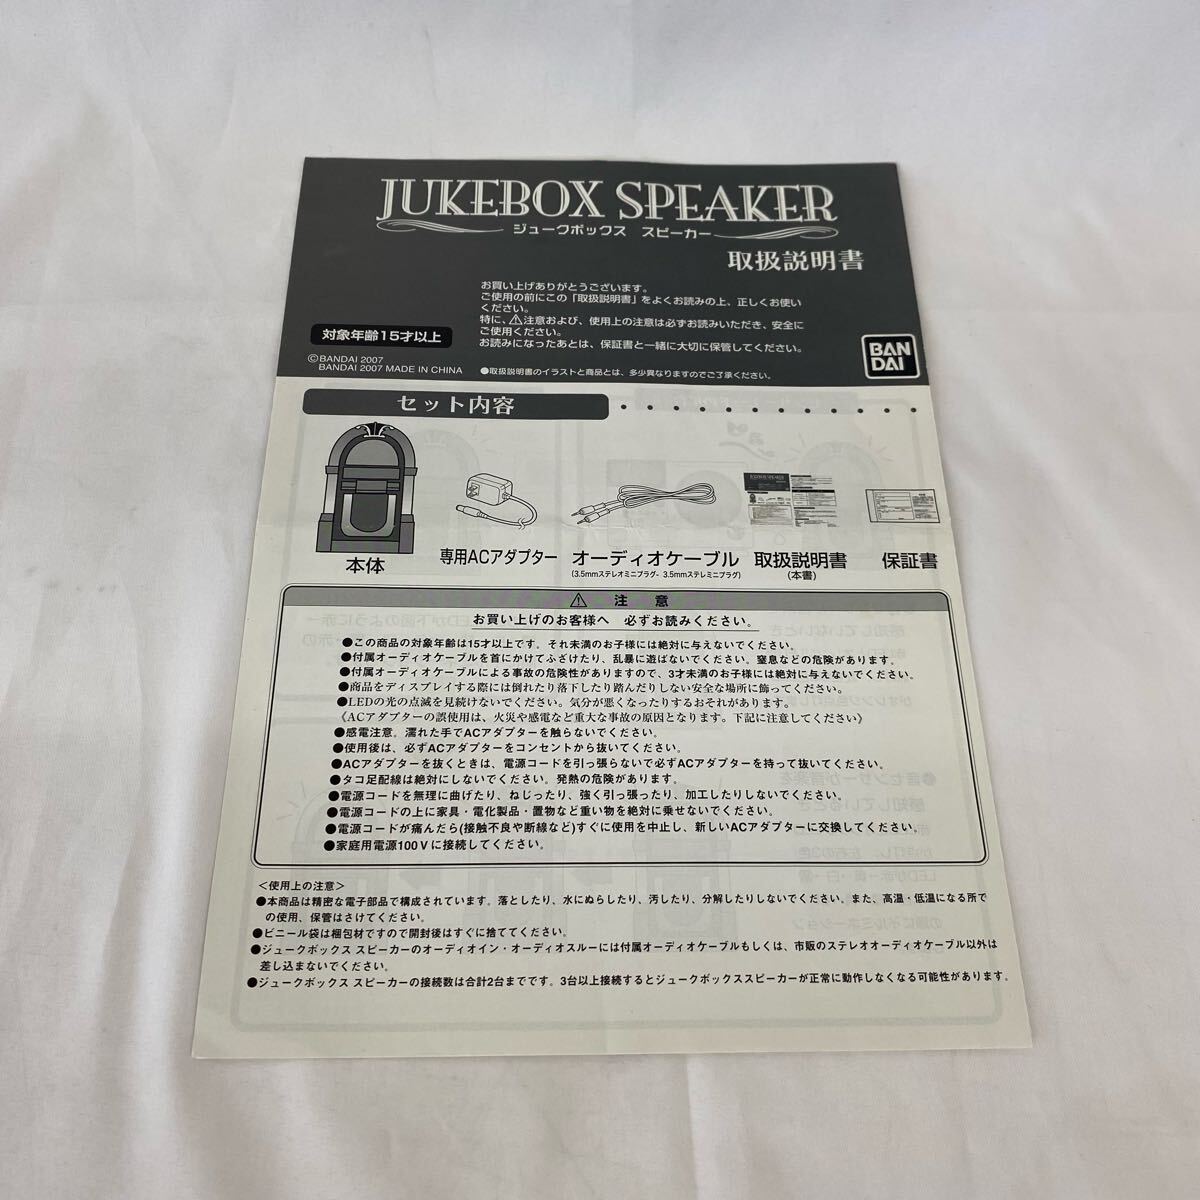 JUKEBOX SPEAKER
ジュークボックス スピーカー
取扱説明書
お買い上げありがとうございます。
ご使用の前にこの「取扱説明書」をよくお読みの上、正しくお使い
ください。
特に、⚠注意および、使用上の注意は必ずお読みいただき、安全に
ご使用ください。
お読みになったあとは、保証書と一緒に大切に保管してください。
対象年齢15才以上
©BANDAI 2007
BANDAI 2007 MADE IN CHINA
●取扱説明書のイラストと商品とは、多少異なりますのでご了承ください。
BAN
DAI
セット内容
本体
専用ACアダプター
オーディオケーブル
(3.5mmステレオミニプラグ- 3.5mmステレミニプラグ)
取扱説明書
(本書)
保証書
⚠ 注 意
お買い上げのお客様へ 必ずお読みください。
●この商品の対象年齢は15才以上です。それ未満のお子様には絶対に与えないでください。
●付属オーディオケーブルを首にかけてふざけたり、乱暴に遊ばないでください。窒息などの危険があります。
●付属オーディオケーブルによる事故の危険性がありますので、3才未満のお子様には絶対に与えないでください。
●商品をディスプレイする際には倒れたり落下したり踏んだりしない安全な場所に飾ってください。
●LEDの光の点滅を見続けないでください。気分が悪くなったりするおそれがあります。
《ACアダプターの誤使用は、火災や感電など重大な事故の原因となります。下記に注意してください》
●感電注意。濡れた手でACアダプターを触らないでください。
●使用後は、必ずACアダプターをコンセントから抜いてください。
●ACアダプターを抜くときは、電源コードを引っ張らないで必ずACアダプターを持って抜いてください。
●タコ足配線は絶対にしないでください。発熱の危険があります。
●電源コードを無理に曲げたり、ねじったり、強く引っ張ったり、加工したりしないでください。
●電源コードの上に家具・電化製品・置物など重い物を絶対に乗せないでください。
●電源コードが痛んだら(接触不良や断線など)すぐに使用を中止し、新しいACアダプターに交換してください。
●家庭用電源100Vに接続してください。
<使用上の注意>
●本商品は精密な電子部品で構成されています。落としたり、水にぬらしたり、汚したり、分解したりしないでください。また、高温・低温になる所で
の使用、保管はさけてください。
●ビニール袋は梱包材ですので開封後はすぐに捨ててください。
●ジュークボックス スピーカーのオーディオイン・オーディオスルーには付属オーディオケーブルもしくは、市販のステレオオーディオケーブル以外は
差し込まないでください。
●ジュークボックス スピーカーの接続数は合計2台までです。3台以上接続するとジュークボックススピーカーが正常に動作しなくなる可能性があります。